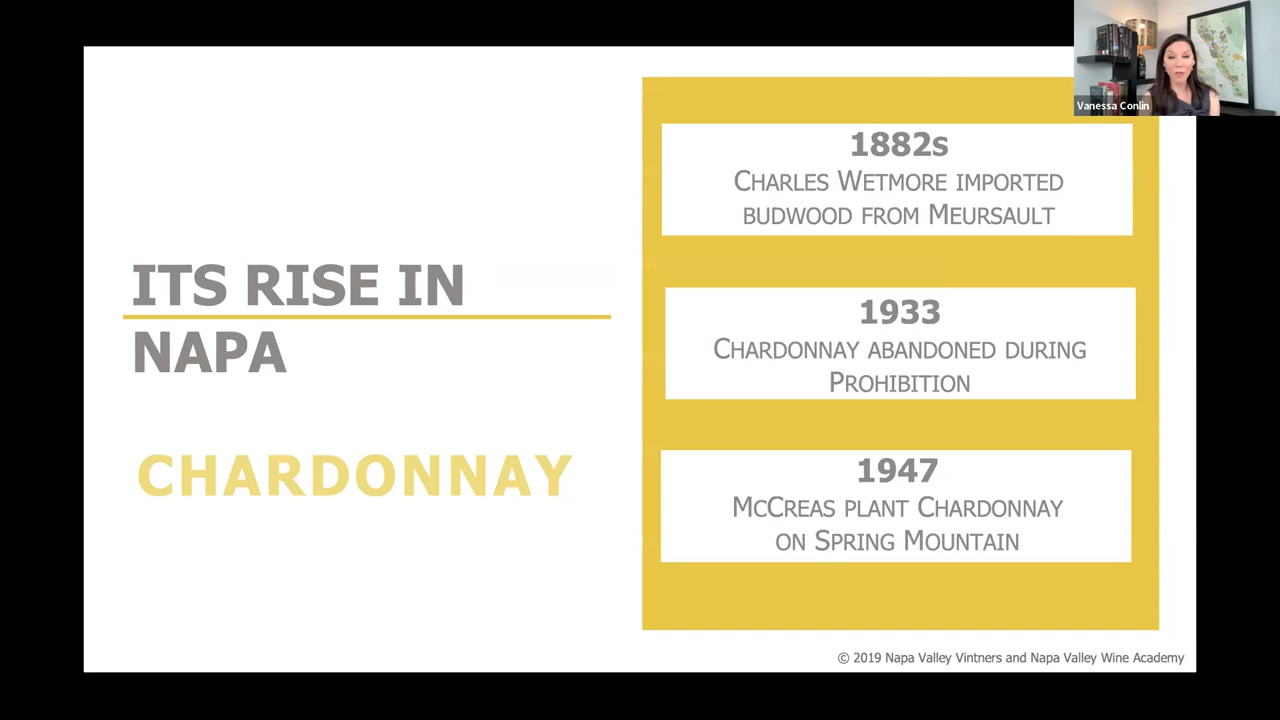 ITS RISE IN
NAPA
CHARDONNAY
1882s
CHARLES WETMORE IMPORTED
BUDWOOD FROM MEURSAULT
1933
CHARDONNAY ABANDONED DURING
PROHIBITION
1947
MCCREAS PLANT CHARDONNAY
ON SPRING MOUNTAIN
© 2019 Napa Valley Vintners and Napa Valley Wine Academy
Vanessa Conlin